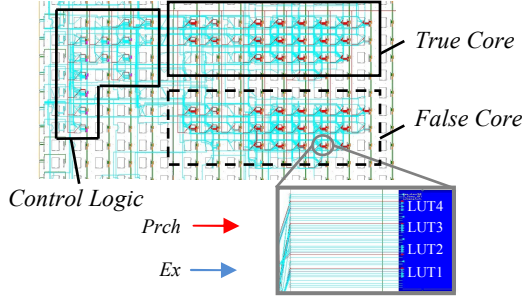 True Core
False Core
Control Logic
Prch
Ex
LUT4
LUT3
LUT2
LUT1